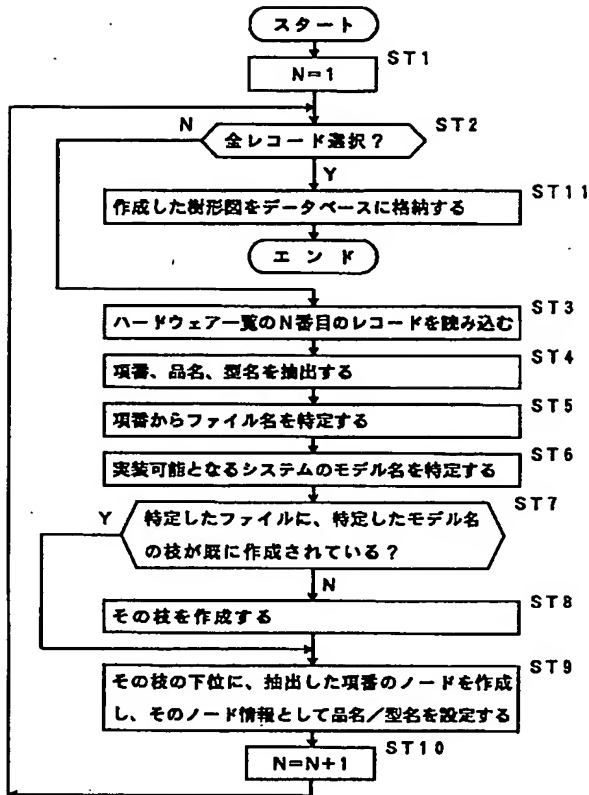 スタート
ST1
N=1
N
ST2
全レコード選択？
Y
ST11
作成した樹形図をデータベースに格納する
エンド
ST3
ハードウェア一覧のN番目のレコードを読み込む
ST4
項番、品名、型名を抽出する
ST5
項番からファイル名を特定する
ST6
実装可能となるシステムのモデル名を特定する
ST7
Y
特定したファイルに、特定したモデル名
の枝が既に作成されている？
N
ST8
その枝を作成する
ST9
その枝の下位に、抽出した項番のノードを作成
し、そのノード情報として品名／型名を設定する
ST10
N=N+1